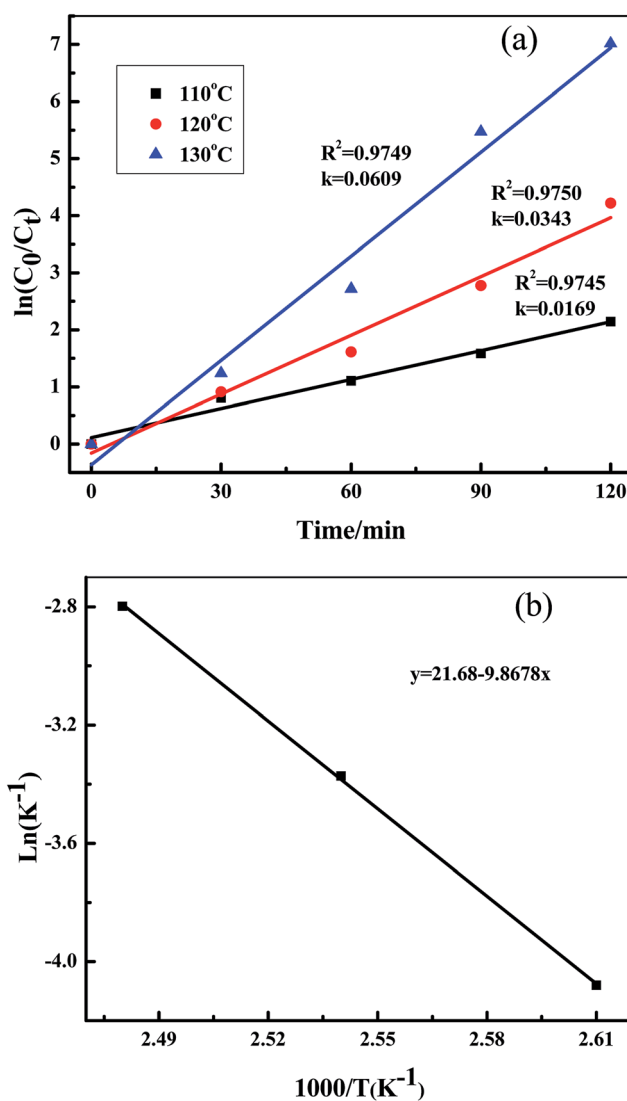 (a)
110°C
120°C
130°C
R²=0.9749
k=0.0609
R²=0.9750
k=0.0343
R²=0.9745
k=0.0169
ln(C₀/Cₜ)
7
6
5
4
3
2
1
0
0 30 60 90 120
Time/min
(b)
y=21.68-9.8678x
Ln(K⁻¹)
-2.8
-3.2
-3.6
-4.0
2.49 2.52 2.55 2.58 2.61
1000/T(K⁻¹)